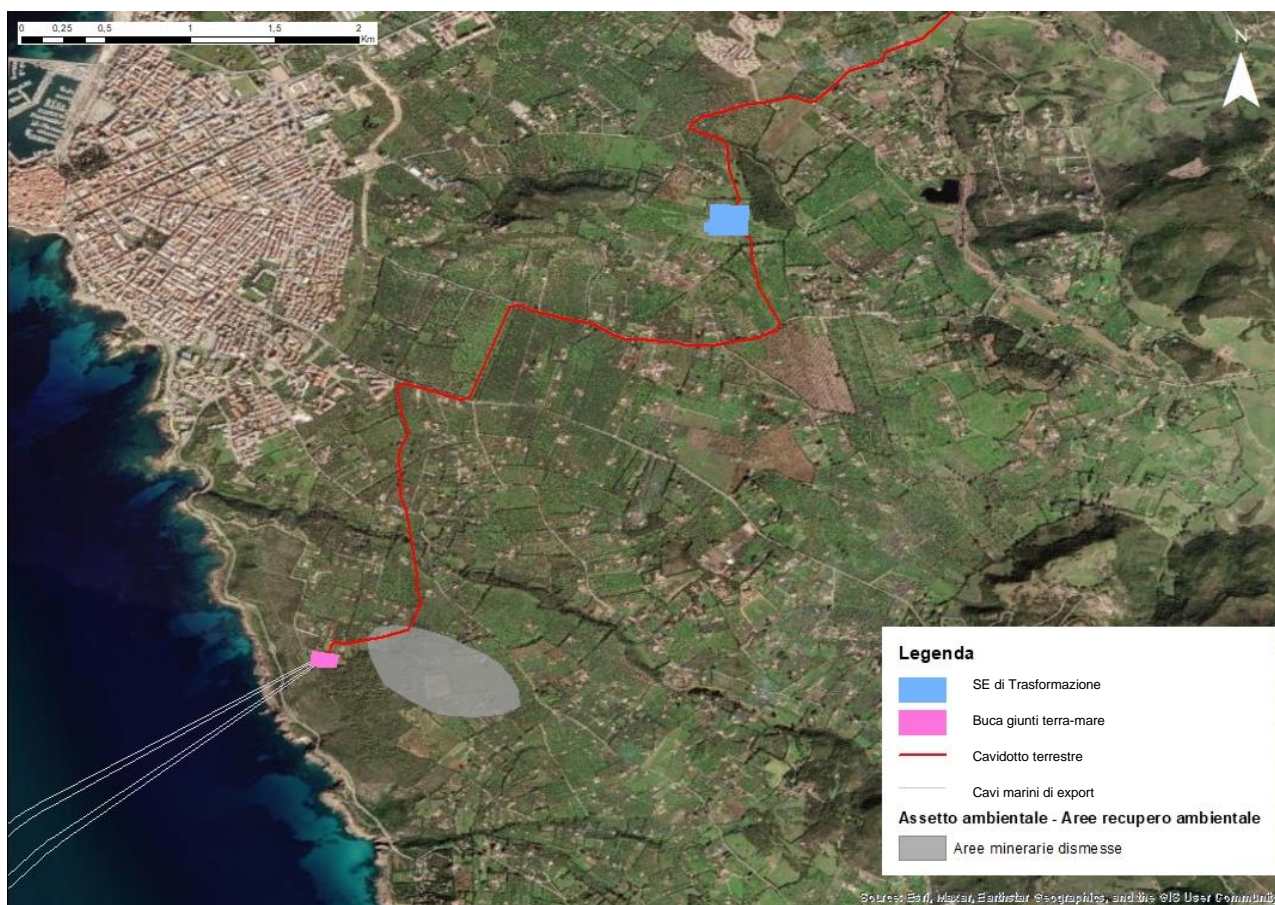 0 0,25 0,5 1 1,5 2
Km
N
Legenda
SE di Trasformazione
Buca giunti terra-mare
Cavidotto terrestre
Cavi marini di export
Assetto ambientale - Aree recupero ambientale
Aree minerarie dismesse
Source: Esri, Maxar, Earthstar Geographics, and the GIS User Communit